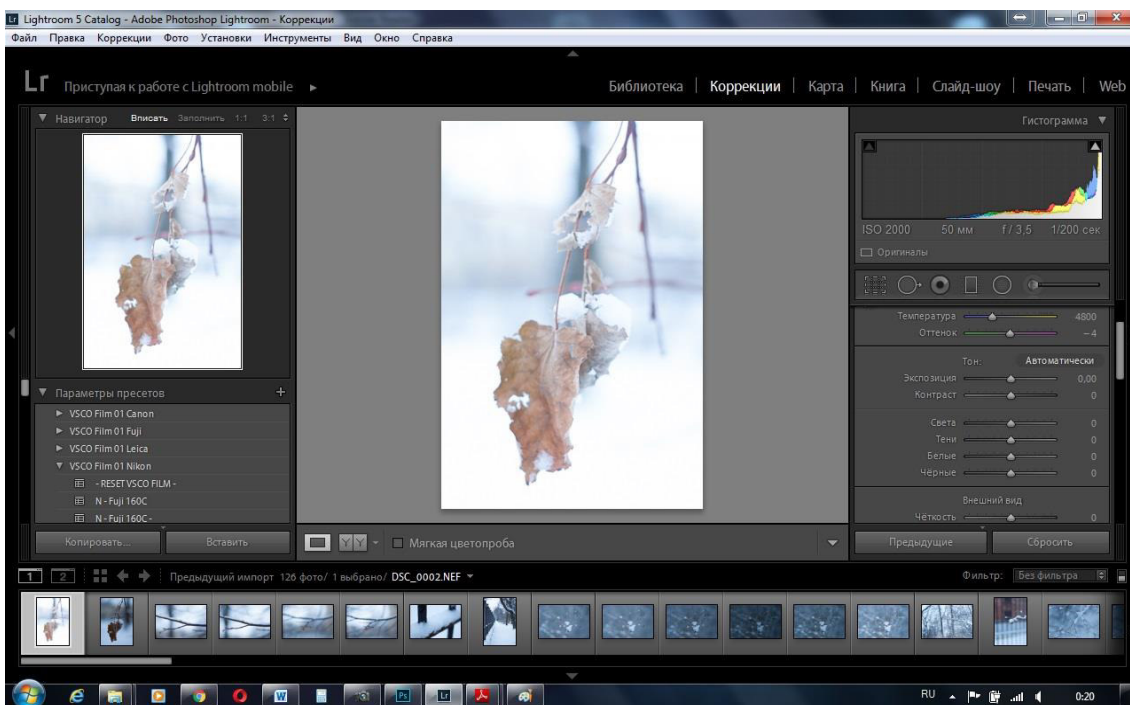 Lr Lightroom 5 Catalog - Adobe Photoshop Lightroom - Коррекции
Файл Правка Коррекции Фото Установки Инструменты Вид Окно Справка
Lr Приступая к работе с Lightroom mobile
Библиотека | Коррекции | Карта | Книга | Слайд-шоу | Печать | Web
Навигатор Вписать Заполнить 1:1 3:1
Параметры пресетов +
VSCO Film 01 Canon
VSCO Film 01 Fuji
VSCO Film 01 Leica
VSCO Film 01 Nikon
- RESET VSCO FILM -
N - Fuji 160C
N - Fuji 160C -
Копировать... Вставить
YY Мягкая цветопроба
Гистограмма
ISO 2000 50 мм f / 3,5 1/200 сек
Оригиналы
Температура 4800
Оттенок - 4
Тон: Автоматически
Экспозиция 0,00
Контраст 0
Света 0
Тени 0
Белые 0
Чёрные 0
Внешний вид
Чёткость 0
Предыдущие Сбросить
1 2 Предыдущий импорт 126 фото/ 1 выбрано/ DSC_0002.NEF
Фильтр: Без фильтра
W Ps Lr RU 0:20